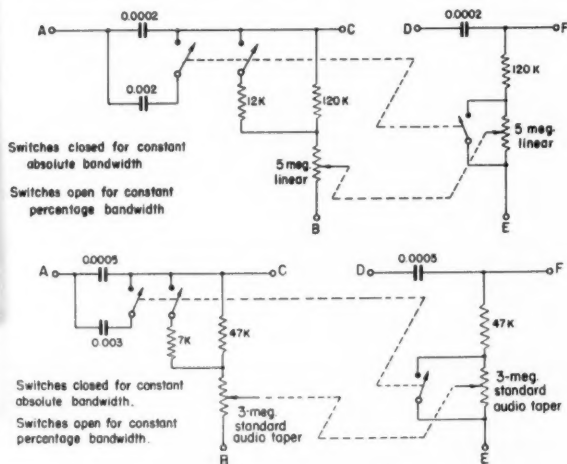 0.0002
A
C
0.002
12K
120K
Switches closed for constant
absolute bandwidth
Switches open for constant
percentage bandwidth
5 meg.
linear
B
0.0002
D
F
120K
5 meg.
linear
E
0.0005
A
C
0.003
7K
47K
Switches closed for constant
absolute bandwidth.
Switches open for constant
percentage bandwidth.
3-meg.
standard
audio taper
B
0.0005
D
F
47K
3-meg.
standard
audio taper
E